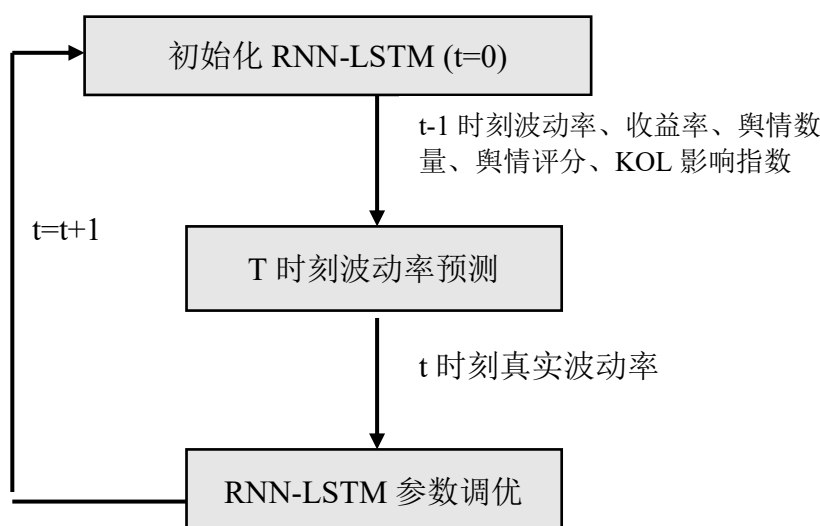 初始化 RNN-LSTM (t=0)
t-1 时刻波动率、收益率、舆情数
量、舆情评分、KOL 影响指数
t=t+1
T 时刻波动率预测
t 时刻真实波动率
RNN-LSTM 参数调优